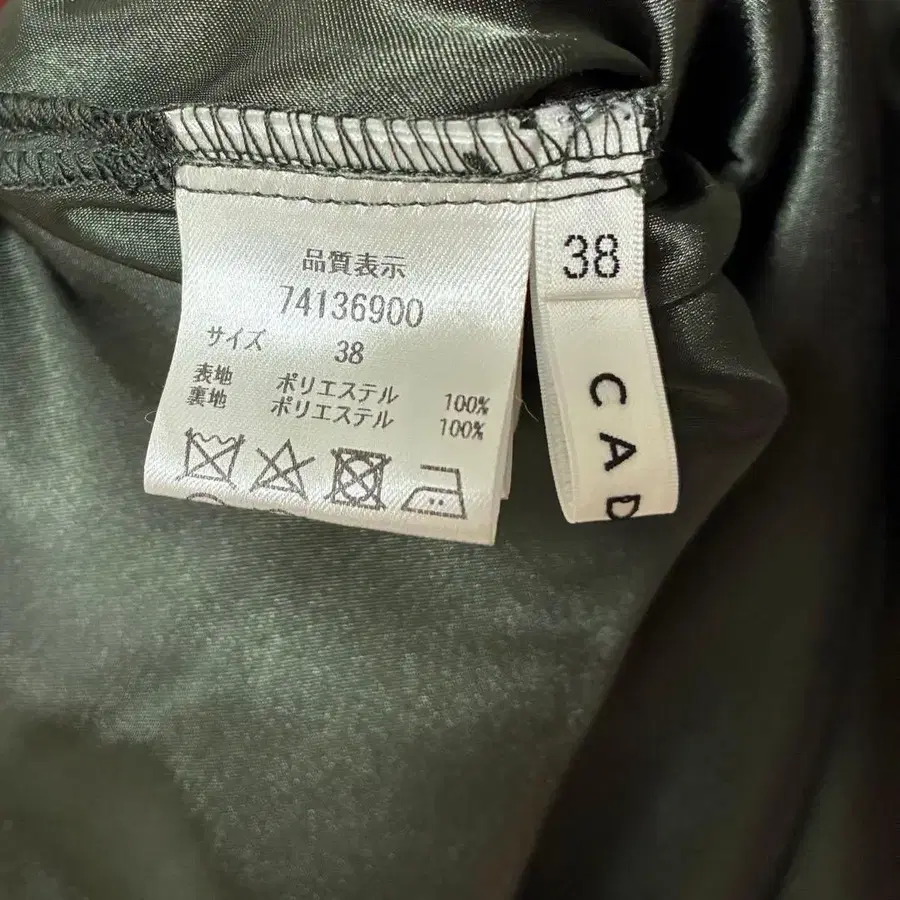 品質表示
74136900
サイズ 38
表地 ポリエステル 100%
裏地 ポリエステル 100%
38
CAD